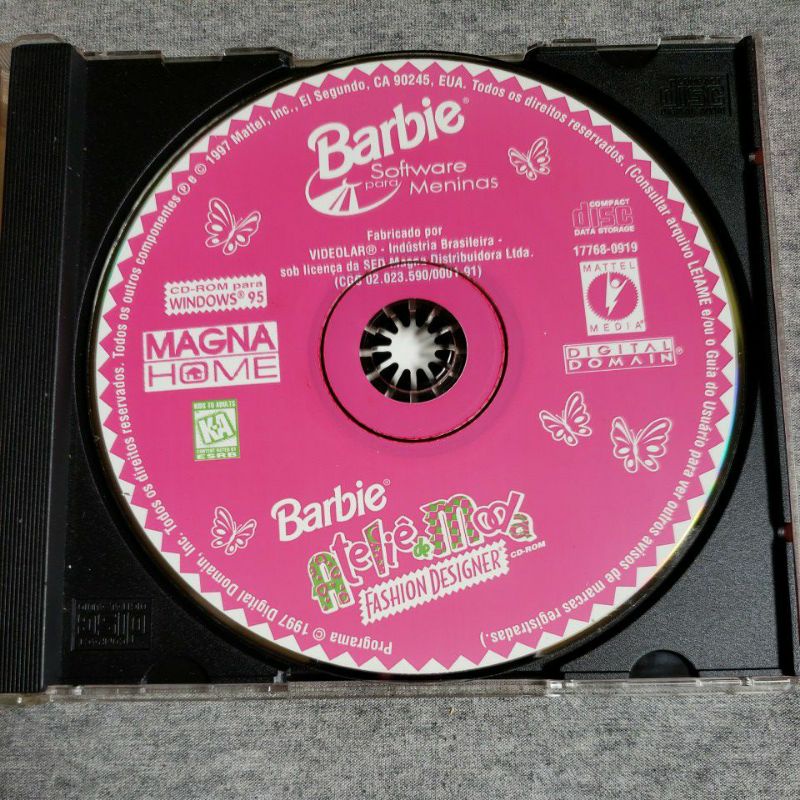 Programa © 1997 Digital Domain, Inc. Todos os direitos reservados. Todos os outros componentes ℗ e © 1997 Mattel, Inc., El Segundo, CA 90245, EUA. Todos os direitos reservados. (Consultar arquivo LEIAME e/ou o Guia do Usuário para ver outros avisos de marcas registradas.)
Barbie®
Software
para Meninas
Fabricado por
VIDEOLAR® - Indústria Brasileira -
sob licença da SED Magna Distribuidora Ltda.
(CGC 02.023.590/0001-91)
COMPACT
disc
DATA STORAGE
17768-0919
CD-ROM para
WINDOWS® 95
MATTEL
MEDIA®
MAGNA
HOME
DIGITAL
DOMAIN®
KIDS TO ADULTS
K-A
CONTENT RATED BY
ESRB
Barbie®
Ateliê de Moda
FASHION DESIGNER™
CD-ROM